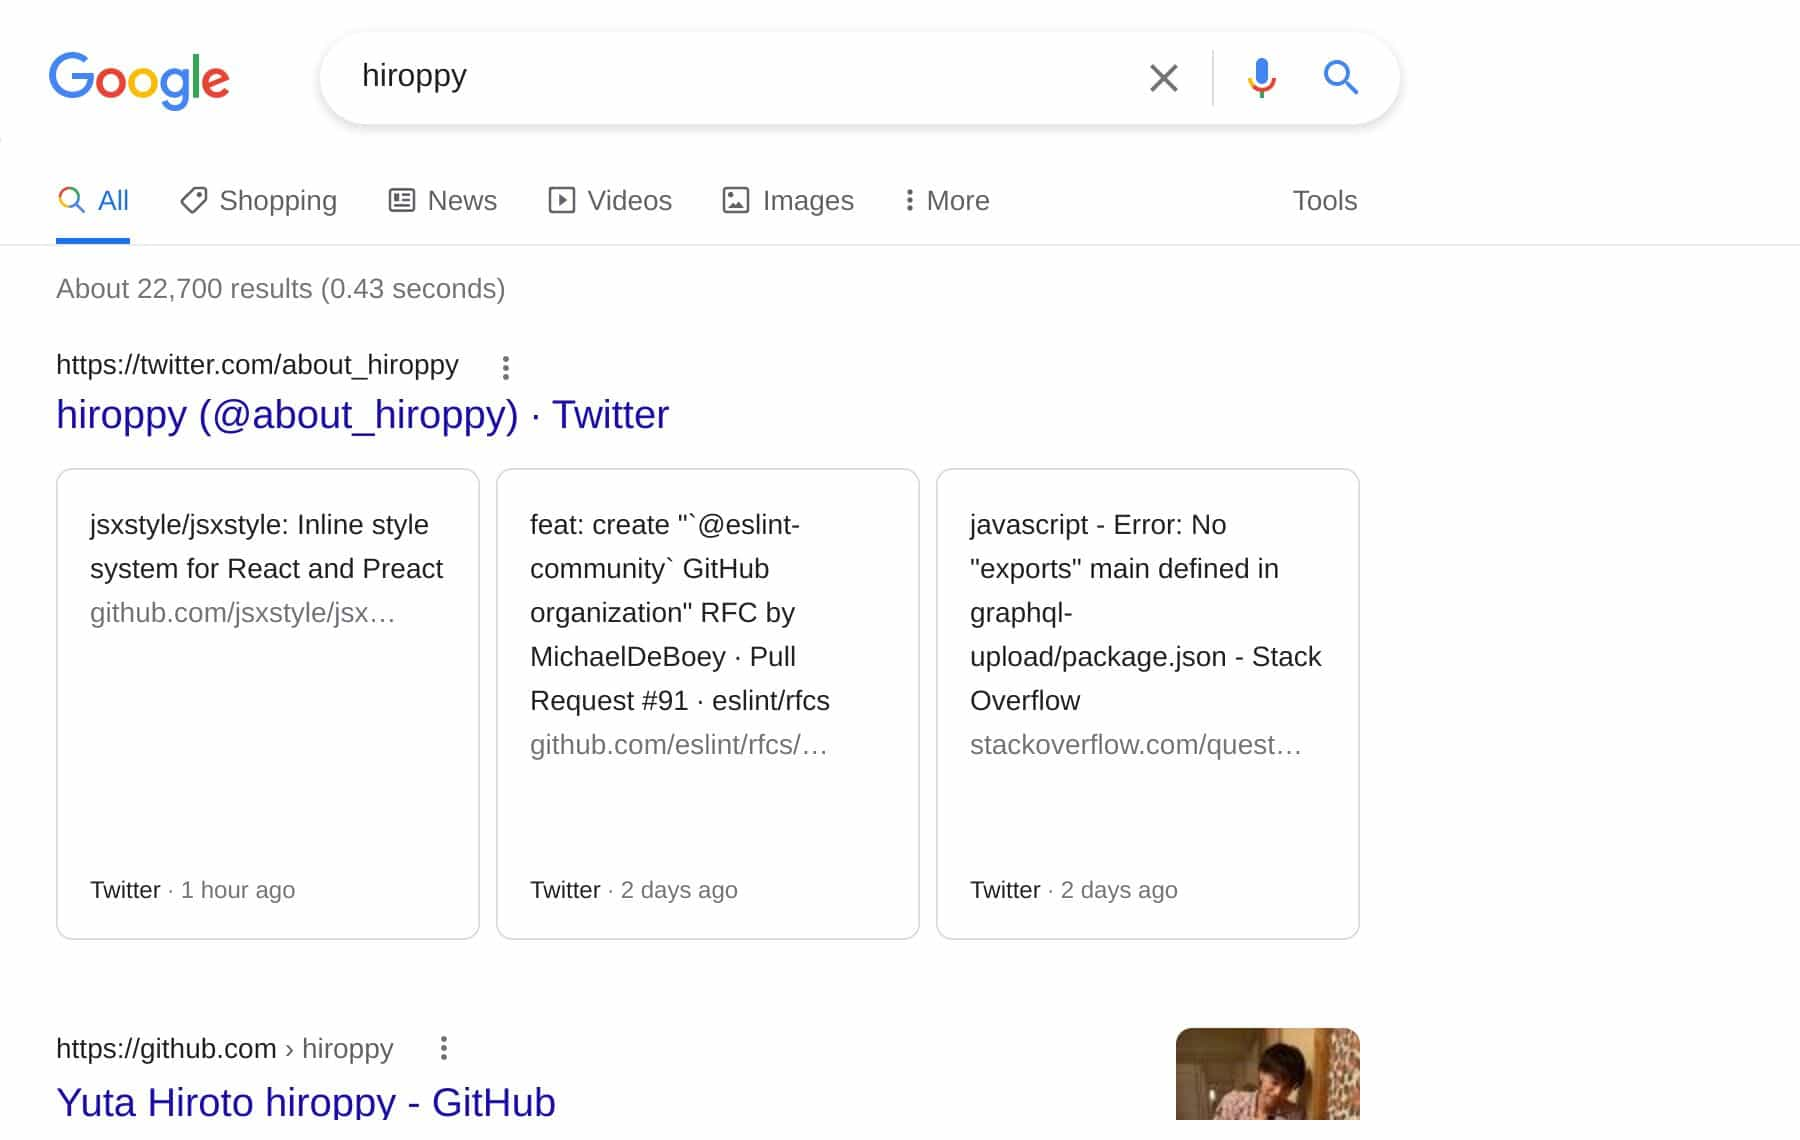 Google
hiroppy
All
Shopping
News
Videos
Images
More
Tools
About 22,700 results (0.43 seconds)
https://twitter.com/about_hiroppy
hiroppy (@about_hiroppy) · Twitter
jsxstyle/jsxstyle: Inline style
system for React and Preact
github.com/jsxstyle/jsx...
Twitter · 1 hour ago
feat: create "`@eslint-
community` GitHub
organization" RFC by
MichaelDeBoey · Pull
Request #91 · eslint/rfcs
github.com/eslint/rfcs/...
Twitter · 2 days ago
javascript - Error: No
"exports" main defined in
graphql-
upload/package.json - Stack
Overflow
stackoverflow.com/quest...
Twitter · 2 days ago
https://github.com › hiroppy
Yuta Hiroto hiroppy - GitHub